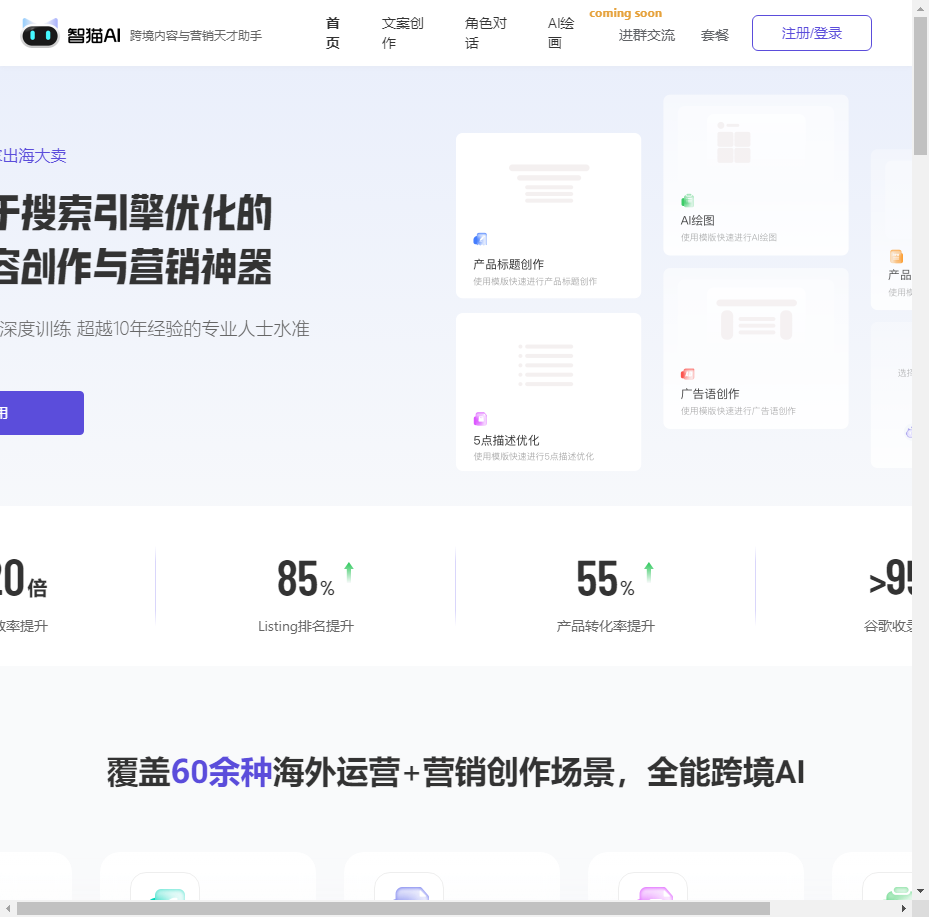 智猫AI 跨境内容与营销天才助手
首页
文案创作
角色对话
AI绘画
coming soon
进群交流
套餐
注册/登录
出海大卖
于搜索引擎优化的
容创作与营销神器
深度训练 超越10年经验的专业人士水准
用
产品标题创作
使用模版快速进行产品标题创作
5点描述优化
使用模版快速进行5点描述优化
AI绘图
使用模版快速进行AI绘图
广告语创作
使用模版快速进行广告语创作
产品
使用模
选择
20倍
效率提升
85%
Listing排名提升
55%
产品转化率提升
>95
谷歌收录
覆盖60余种海外运营+营销创作场景，全能跨境AI